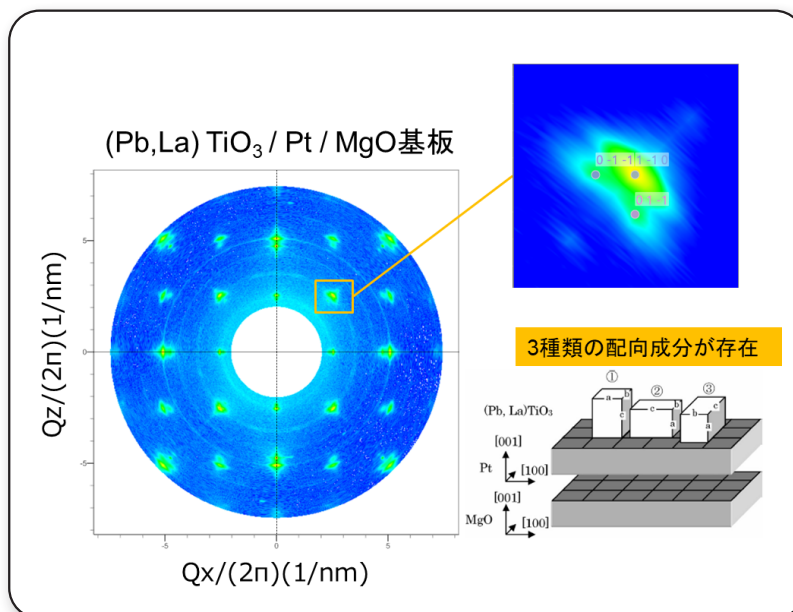 (Pb,La) TiO₃ / Pt / MgO基板
Qz/(2π)(1/nm)
5
0
-5
-5
0
5
Qx/(2π)(1/nm)
0 -1 -1 1 -1 0
0 1 -1
3種類の配向成分が存在
① ② ③
(Pb, La)TiO₃
a b c
c b a
b c a
[001]
Pt
[100]
[001]
MgO
[100]